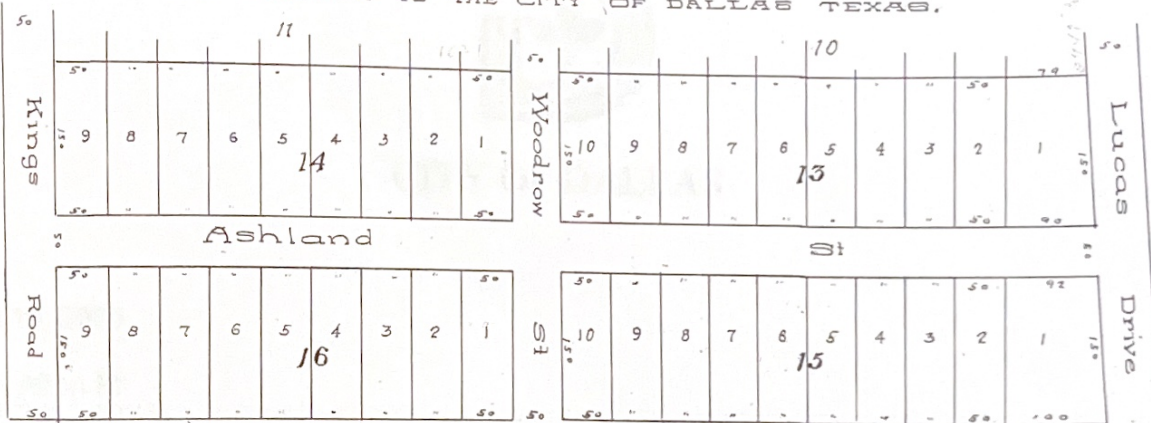 THE CITY OF DALLAS TEXAS.
50 11 50 10 50
50 50 50 50 79
Kings Woodrow Lucas
150 9 8 7 6 5 4 3 2 1 150 10 9 8 7 6 5 4 3 2 1 150
14 13
50 50 50 50 90
50 Ashland St
50 50 50 50 92
Road St Drive
150 9 8 7 6 5 4 3 2 1 150 10 9 8 7 6 5 4 3 2 1 150
16 15
50 50 50 50 50 50